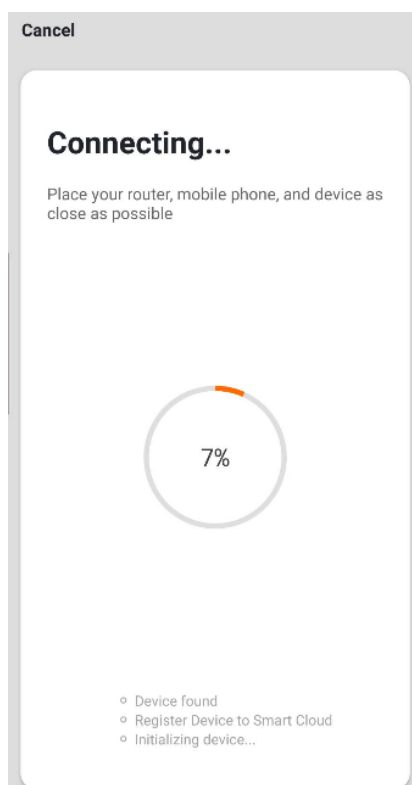 Cancel
Connecting...
Place your router, mobile phone, and device as
close as possible
7%
Device found
Register Device to Smart Cloud
Initializing device...